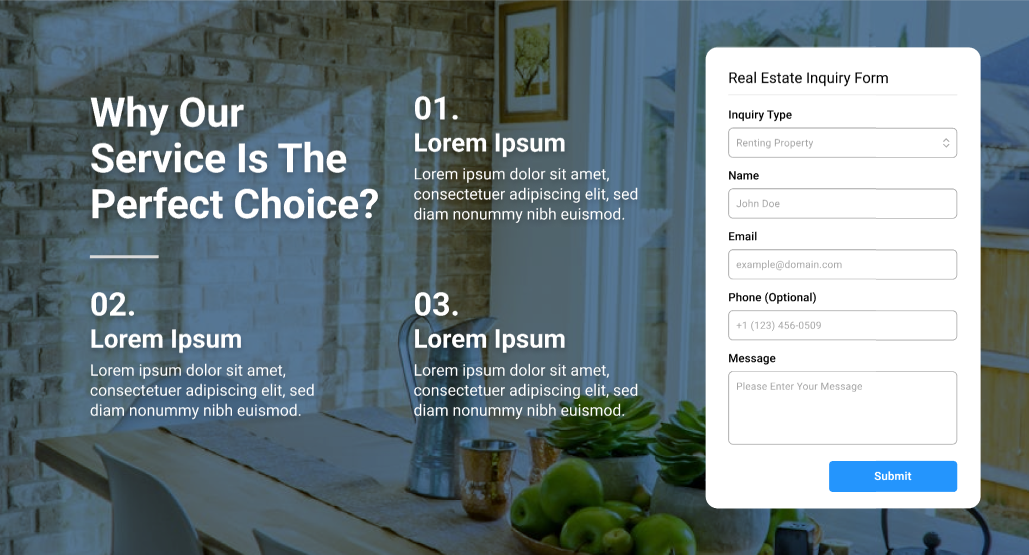 Why Our
Service Is The
Perfect Choice?
01.
Lorem Ipsum
Lorem ipsum dolor sit amet,
consectetuer adipiscing elit, sed
diam nonummy nibh euismod.
02.
Lorem Ipsum
Lorem ipsum dolor sit amet,
consectetuer adipiscing elit, sed
diam nonummy nibh euismod.
03.
Lorem Ipsum
Lorem ipsum dolor sit amet,
consectetuer adipiscing elit, sed
diam nonummy nibh euismod.
Real Estate Inquiry Form
Inquiry Type
Renting Property
Name
John Doe
Email
example@domain.com
Phone (Optional)
+1 (123) 456-0509
Message
Please Enter Your Message
Submit